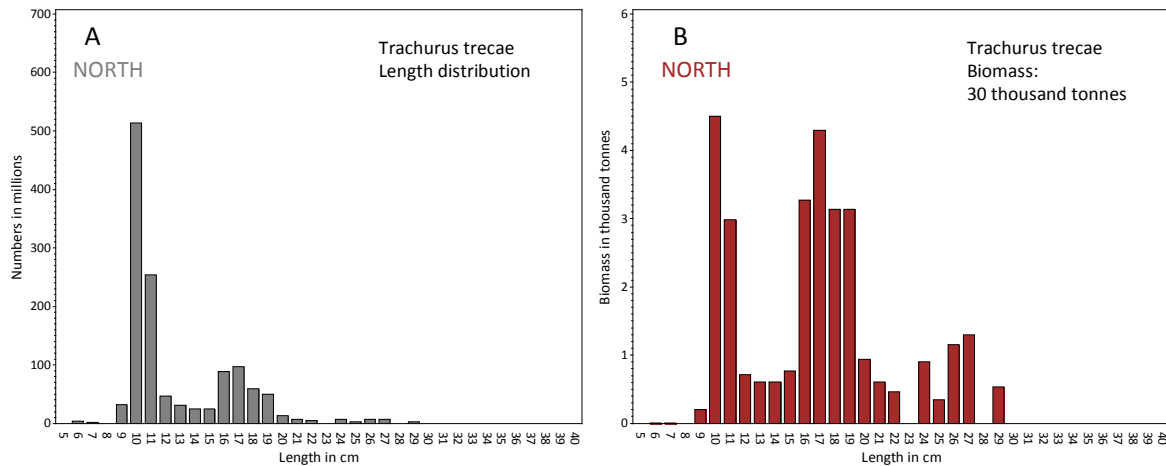 A
NORTH
Trachurus trecae
Length distribution
Numbers in millions
700
600
500
400
300
200
100
0
5 6 7 8 9 10 11 12 13 14 15 16 17 18 19 20 21 22 23 24 25 26 27 28 29 30 31 32 33 34 35 36 37 38 39 40
Length in cm
B
NORTH
Trachurus trecae
Biomass:
30 thousand tonnes
Biomass in thousand tonnes
6
5
4
3
2
1
0
5 6 7 8 9 10 11 12 13 14 15 16 17 18 19 20 21 22 23 24 25 26 27 28 29 30 31 32 33 34 35 36 37 38 39 40
Length in cm